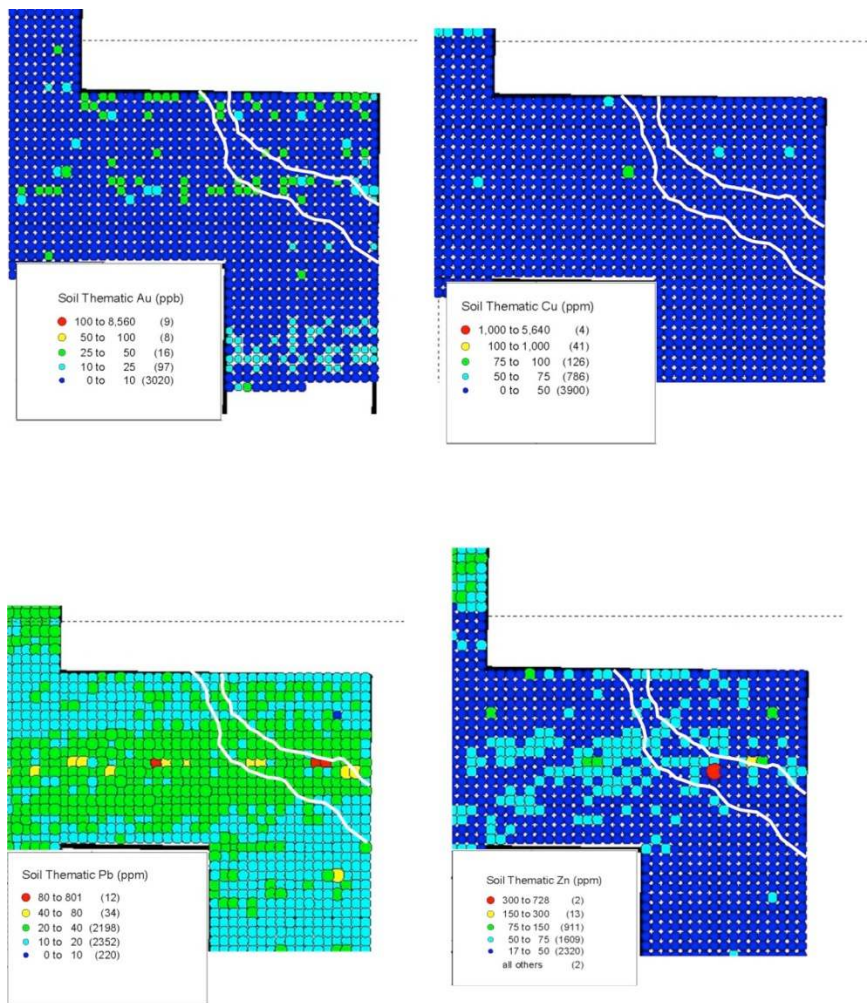 Soil Thematic Au (ppb)
100 to 8,560 (9)
50 to 100 (8)
25 to 50 (16)
10 to 25 (97)
0 to 10 (3020)
Soil Thematic Cu (ppm)
1,000 to 5,640 (4)
100 to 1,000 (41)
75 to 100 (126)
50 to 75 (786)
0 to 50 (3900)
Soil Thematic Pb (ppm)
80 to 801 (12)
40 to 80 (34)
20 to 40 (2198)
10 to 20 (2352)
0 to 10 (220)
Soil Thematic Zn (ppm)
300 to 728 (2)
150 to 300 (13)
75 to 150 (911)
50 to 75 (1609)
17 to 50 (2320)
all others (2)